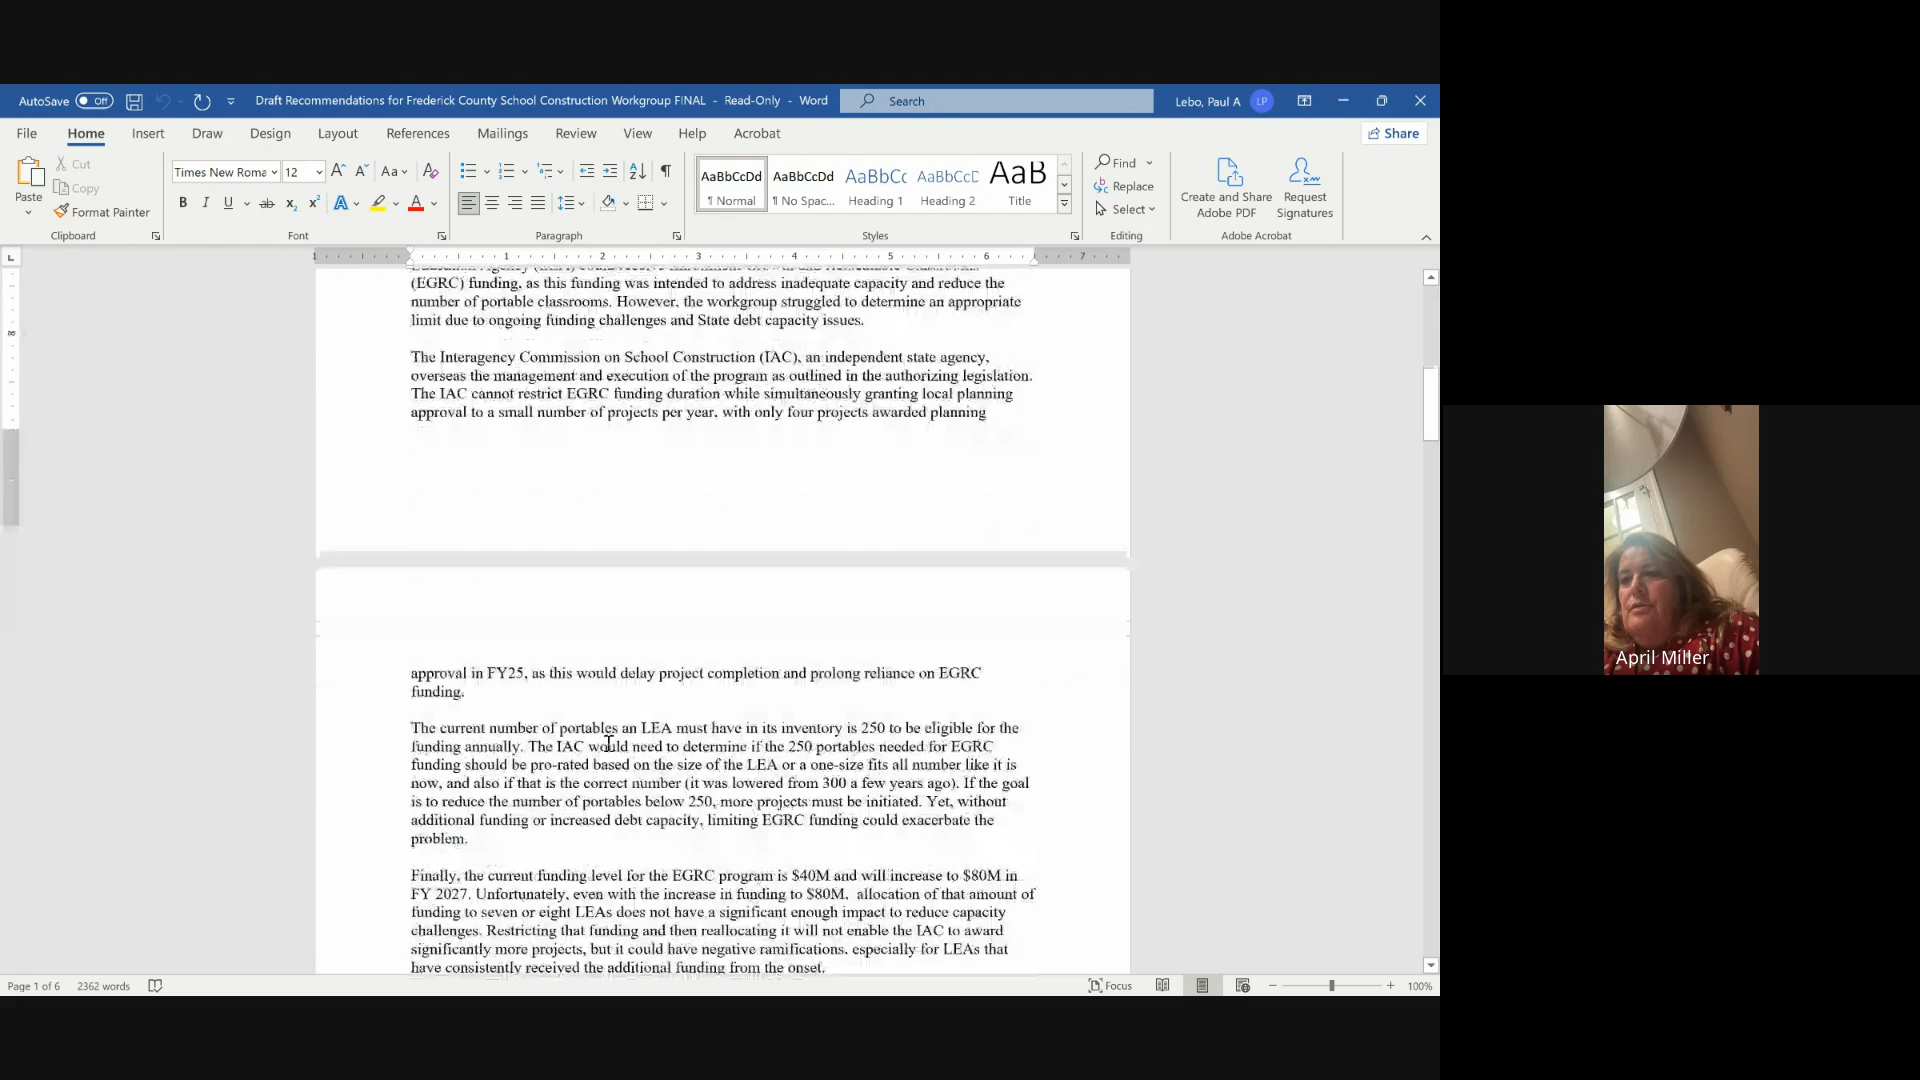 AutoSave Off Draft Recommendations for Frederick County School Construction Workgroup FINAL - Read-Only - Word Search Lebo, Paul A LP
File Home Insert Draw Design Layout References Mailings Review View Help Acrobat Share
Paste
Cut
Copy
Format Painter
Clipboard
Times New Roma 12
Font
Paragraph
AaBbCcDd AaBbCcDd AaBbCc AaBbCcD AaB
¶ Normal ¶ No Spac... Heading 1 Heading 2 Title
Styles
Find
Replace
Select
Editing
Create and Share
Adobe PDF
Request
Signatures
Adobe Acrobat
1 1 2 3 4 5 6 7
(EGRC) funding, as this funding was intended to address inadequate capacity and reduce the
number of portable classrooms. However, the workgroup struggled to determine an appropriate
limit due to ongoing funding challenges and State debt capacity issues.
The Interagency Commission on School Construction (IAC), an independent state agency,
overseas the management and execution of the program as outlined in the authorizing legislation.
The IAC cannot restrict EGRC funding duration while simultaneously granting local planning
approval to a small number of projects per year, with only four projects awarded planning
approval in FY25, as this would delay project completion and prolong reliance on EGRC
funding.
The current number of portables an LEA must have in its inventory is 250 to be eligible for the
funding annually. The IAC would need to determine if the 250 portables needed for EGRC
funding should be pro-rated based on the size of the LEA or a one-size fits all number like it is
now, and also if that is the correct number (it was lowered from 300 a few years ago). If the goal
is to reduce the number of portables below 250, more projects must be initiated. Yet, without
additional funding or increased debt capacity, limiting EGRC funding could exacerbate the
problem.
Finally, the current funding level for the EGRC program is $40M and will increase to $80M in
FY 2027. Unfortunately, even with the increase in funding to $80M, allocation of that amount of
funding to seven or eight LEAs does not have a significant enough impact to reduce capacity
challenges. Restricting that funding and then reallocating it will not enable the IAC to award
significantly more projects, but it could have negative ramifications. especially for LEAs that
have consistently received the additional funding from the onset.
Page 1 of 6 2362 words Focus 100%
April Miller